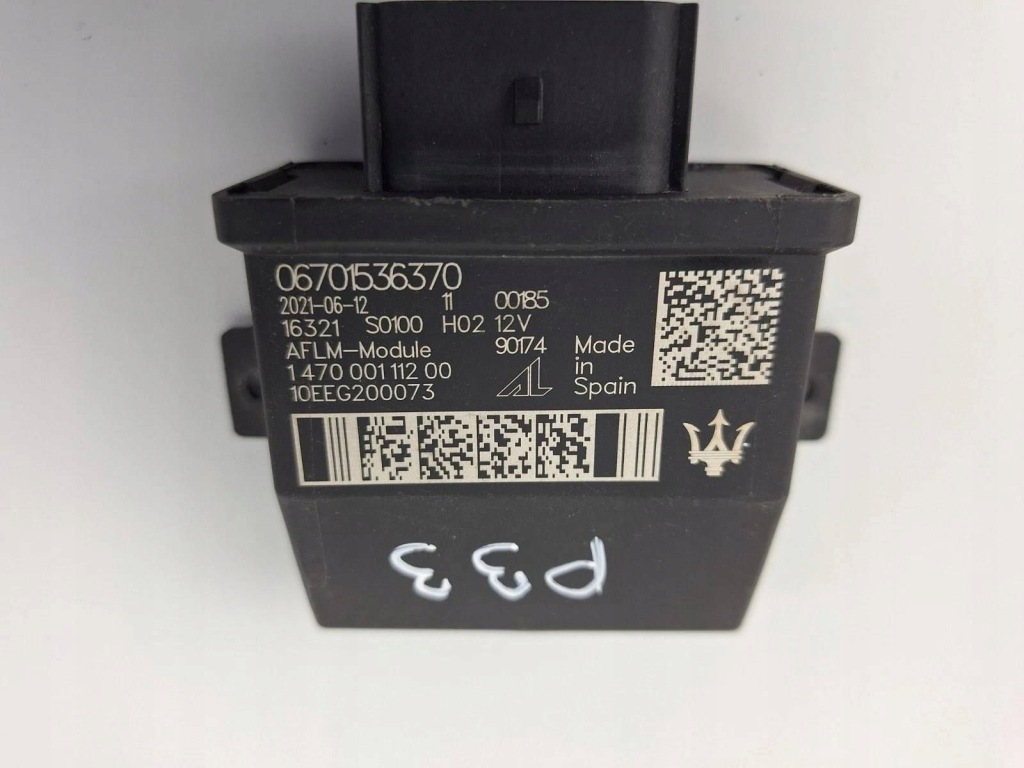 06701536370
2021-06-12 11 00185
16321 S0100 H02 12V
AFLM-Module 90174 Made
1 470 001 112 00 AL in
10EEG200073 Spain
P33